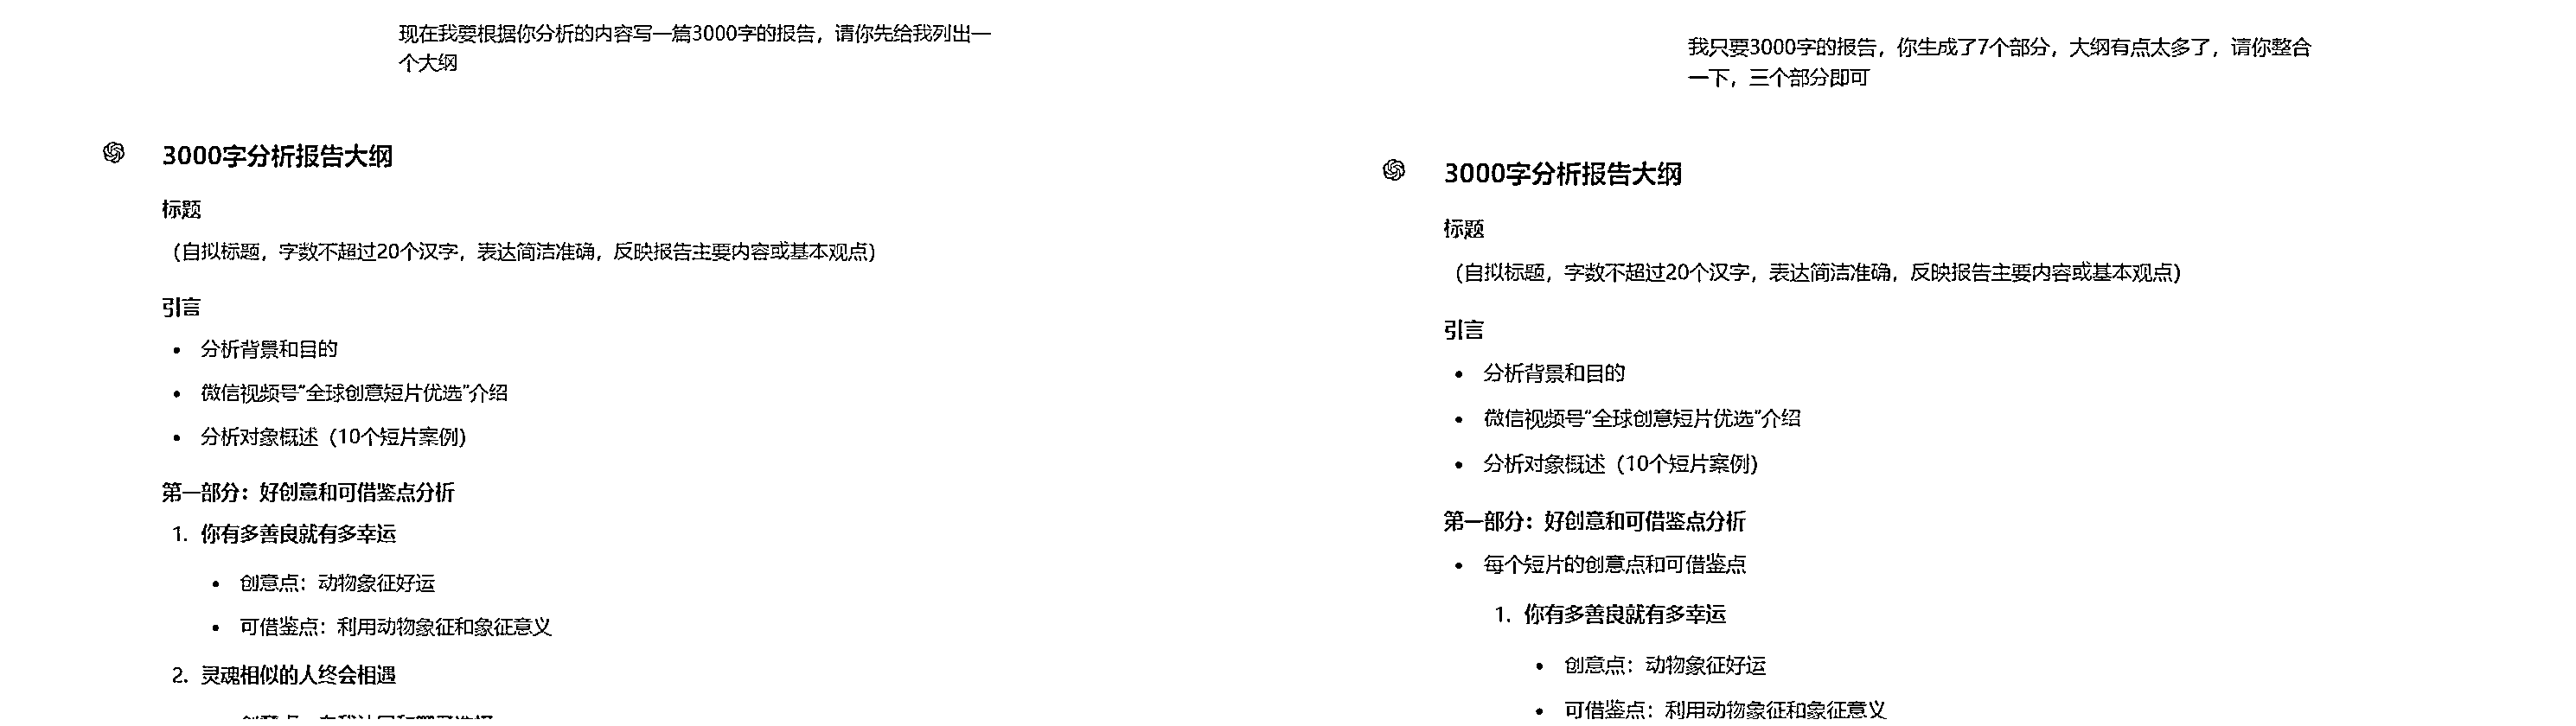 现在我要根据你分析的内容写一篇3000字的报告，请你先给我列出一
个大纲
3000字分析报告大纲
标题
（自拟标题，字数不超过20个汉字，表达简洁准确，反映报告主要内容或基本观点）
引言
• 分析背景和目的
• 微信视频号“全球创意短片优选”介绍
• 分析对象概述（10个短片案例）
第一部分：好创意和可借鉴点分析
1. 你有多善良就有多幸运
• 创意点：动物象征好运
• 可借鉴点：利用动物象征和象征意义
2. 灵魂相似的人终会相遇
我只要3000字的报告，你生成了7个部分，大纲有点太多了，请你整合
一下，三个部分即可
3000字分析报告大纲
标题
（自拟标题，字数不超过20个汉字，表达简洁准确，反映报告主要内容或基本观点）
引言
• 分析背景和目的
• 微信视频号“全球创意短片优选”介绍
• 分析对象概述（10个短片案例）
第一部分：好创意和可借鉴点分析
• 每个短片的创意点和可借鉴点
1. 你有多善良就有多幸运
• 创意点：动物象征好运
• 可借鉴点：利用动物象征和象征意义